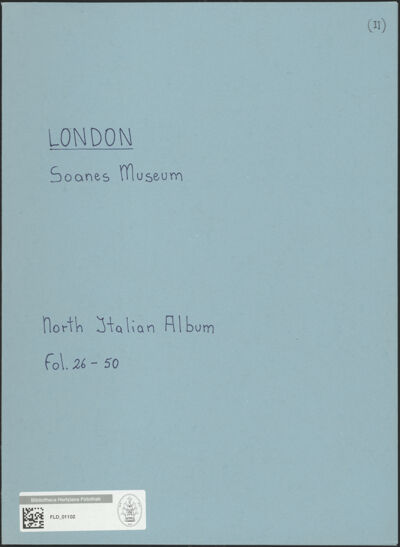 (II)
LONDON
Soanes Museum
North Italian Album
Fol. 26 - 50
Bibliotheca Hertziana Fotothek
FLD_01102